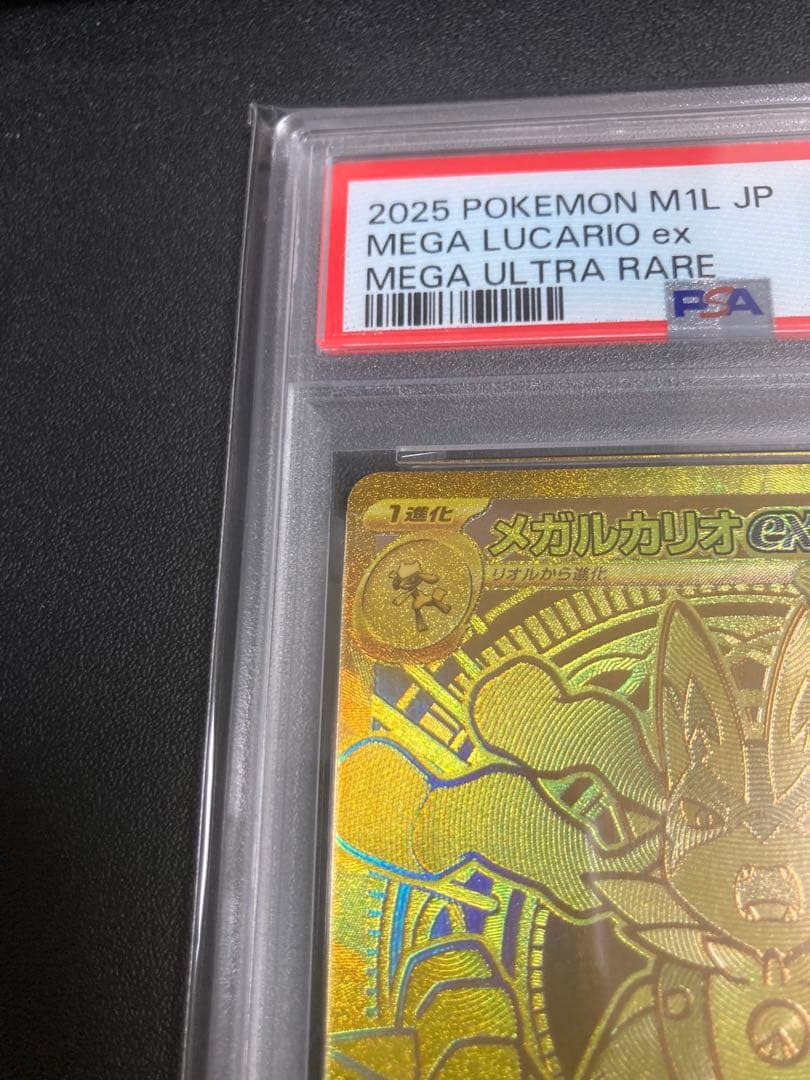 2025 POKEMON M1L JP
MEGA LUCARIO ex
MEGA ULTRA RARE
PSA
1進化
メガルカリオex
リオルから進化